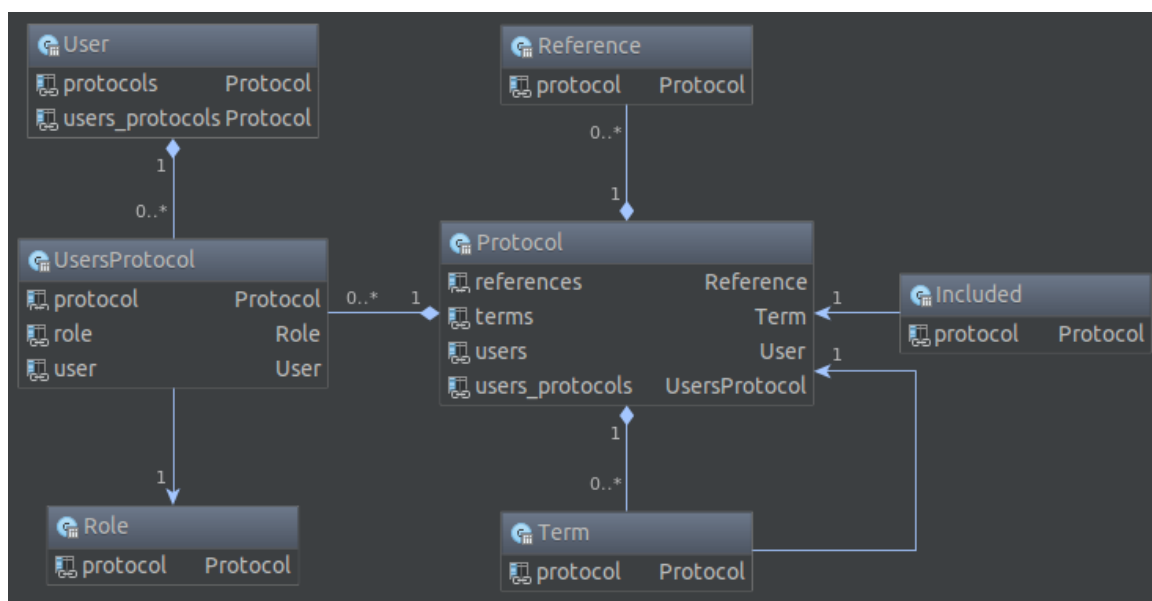 User
protocols Protocol
users_protocols Protocol
1
0..*
UsersProtocol
protocol Protocol
role Role
user User
1
Role
protocol Protocol
Reference
protocol Protocol
0..*
1
0..* 1
Protocol
references Reference
terms Term
users User
users_protocols UsersProtocol
1
0..*
Term
protocol Protocol
1
1
Included
protocol Protocol